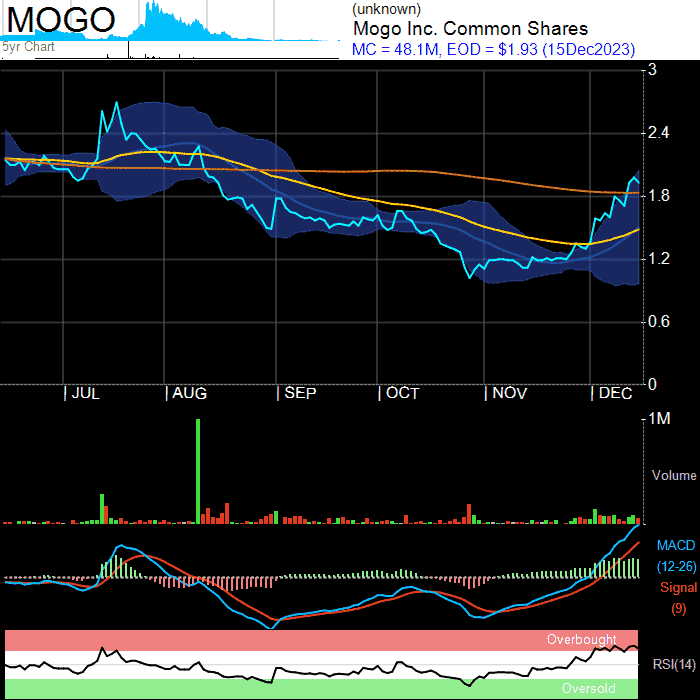 MOGO
5yr Chart
(unknown)
Mogo Inc. Common Shares
MC = 48.1M, EOD = $1.93 (15Dec2023)
3
2.4
1.8
1.2
0.6
0
| JUL | AUG | SEP | OCT | NOV | DEC
1M
Volume
MACD
(12-26)
Signal
(9)
Overbought
RSI(14)
Oversold